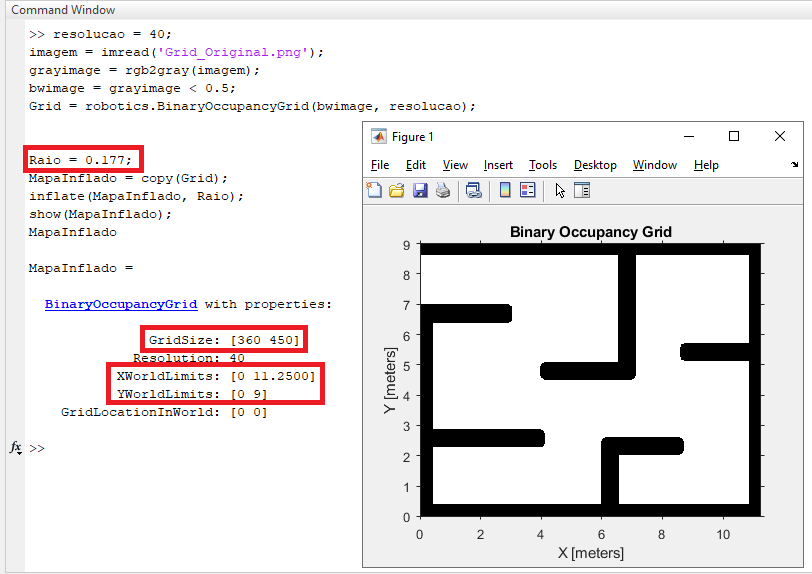 Command Window
>> resolucao = 40;
imagem = imread('Grid_Original.png');
grayimage = rgb2gray(imagem);
bwimage = grayimage < 0.5;
Grid = robotics.BinaryOccupancyGrid(bwimage, resolucao);
Raio = 0.177;
MapaInflado = copy(Grid);
inflate(MapaInflado, Raio);
show(MapaInflado);
MapaInflado
MapaInflado =
BinaryOccupancyGrid with properties:
GridSize: [360 450]
Resolution: 40
XWorldLimits: [0 11.2500]
YWorldLimits: [0 9]
GridLocationInWorld: [0 0]
fx >>
Figure 1
File Edit View Insert Tools Desktop Window Help
Binary Occupancy Grid
9
8
7
6
5
4
3
2
1
0
Y [meters]
0 2 4 6 8 10
X [meters]